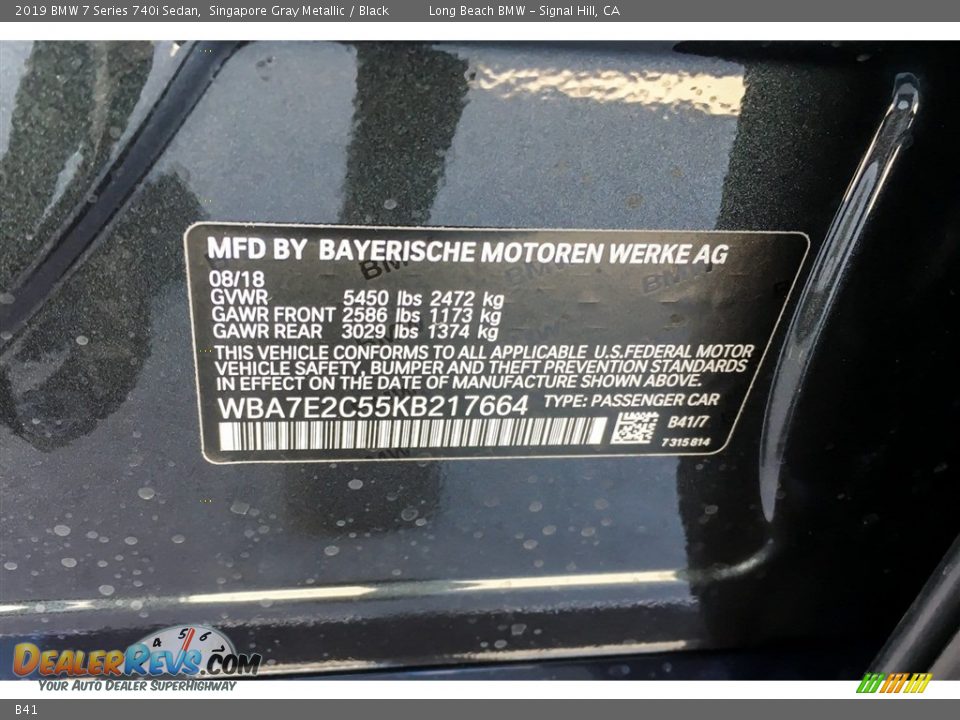 2019 BMW 7 Series 740i Sedan, Singapore Gray Metallic / Black Long Beach BMW - Signal Hill, CA
MFD BY BAYERISCHE MOTOREN WERKE AG
08/18
GVWR 5450 lbs 2472 kg
GAWR FRONT 2586 lbs 1173 kg
GAWR REAR 3029 lbs 1374 kg
THIS VEHICLE CONFORMS TO ALL APPLICABLE U.S.FEDERAL MOTOR
VEHICLE SAFETY, BUMPER AND THEFT PREVENTION STANDARDS
IN EFFECT ON THE DATE OF MANUFACTURE SHOWN ABOVE.
WBA7E2C55KB217664 TYPE: PASSENGER CAR
B41/7
7 315 814
4 5 6
DEALERREVS.COM
YOUR AUTO DEALER SUPERHIGHWAY
B41